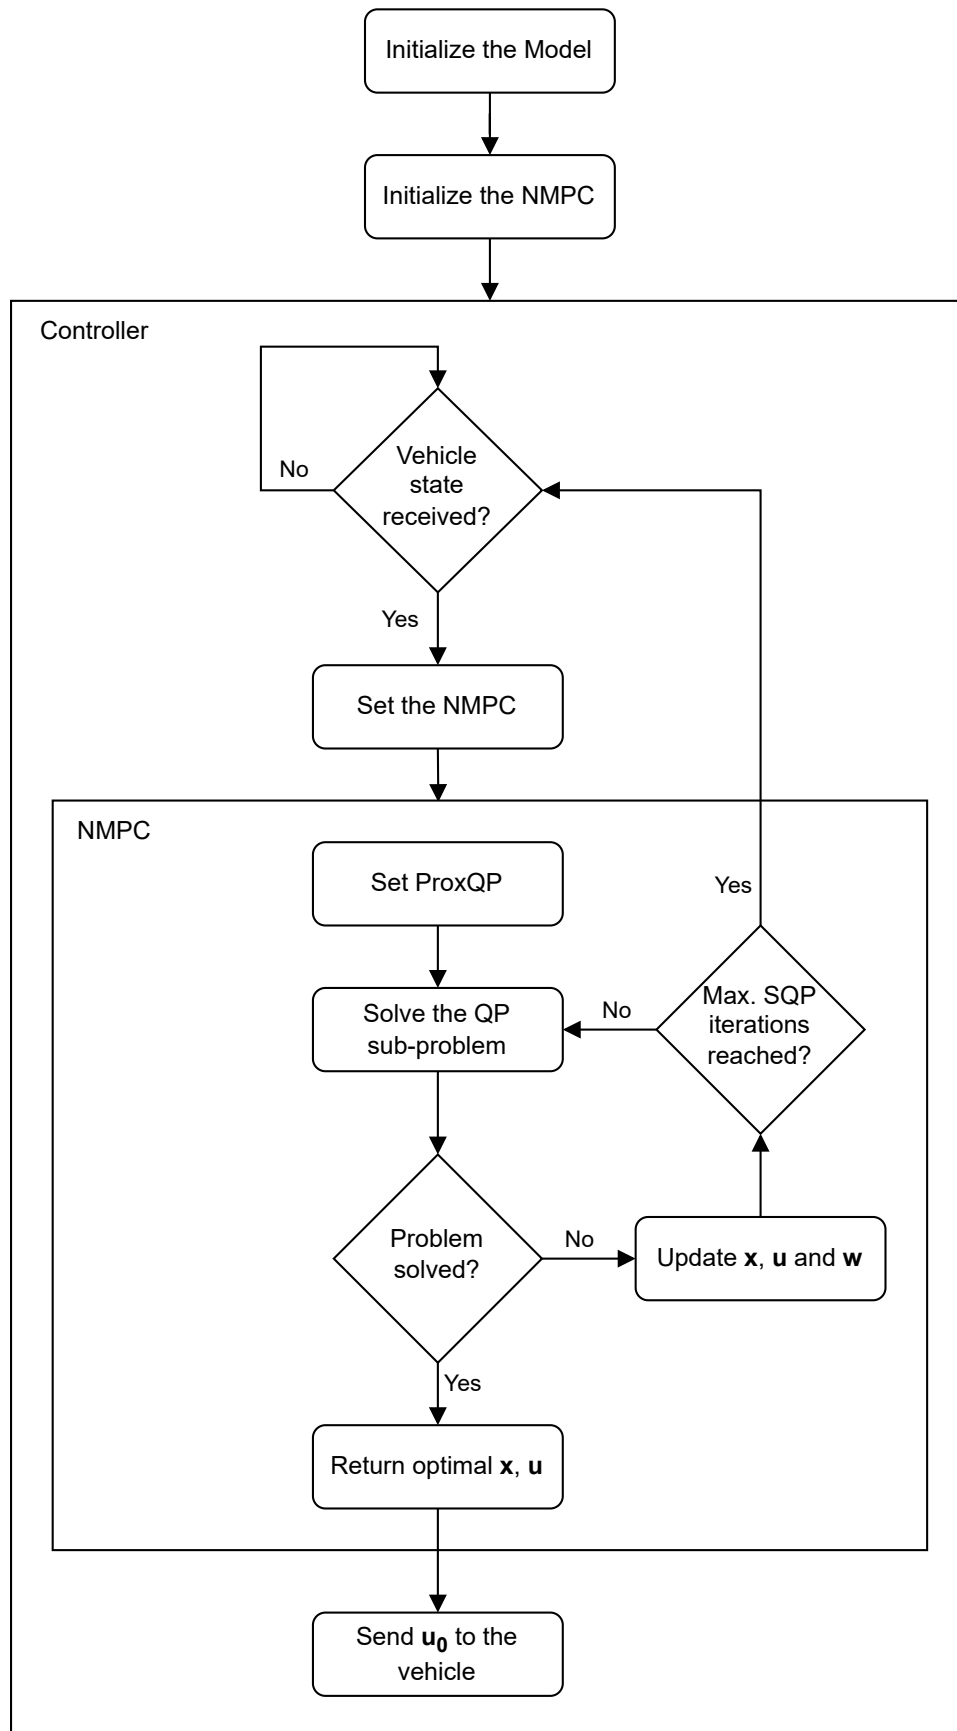 Initialize the Model
Initialize the NMPC
Controller
Vehicle
state
received?
No
Yes
Set the NMPC
NMPC
Set ProxQP
Yes
Solve the QP
sub-problem
No
Max. SQP
iterations
reached?
Problem
solved?
No
Update x, u and w
Yes
Return optimal x, u
Send u0 to the
vehicle